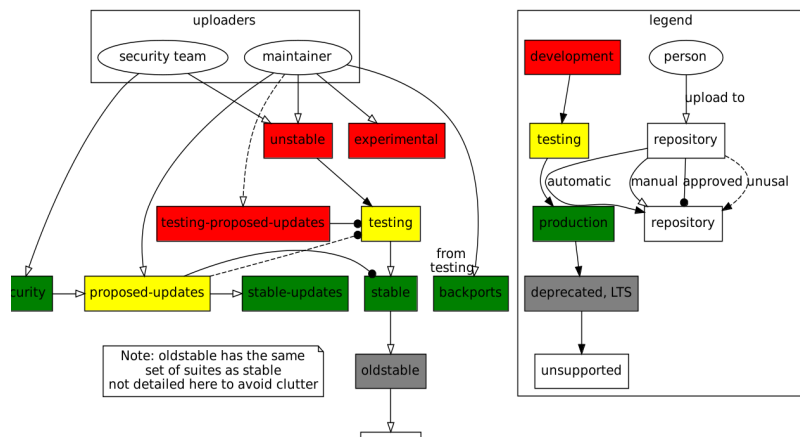 uploaders
security team
maintainer
unstable
experimental
testing-proposed-updates
testing
from
testing
curity
proposed-updates
stable-updates
stable
backports
Note: oldstable has the same
set of suites as stable
not detailed here to avoid clutter
oldstable
legend
development
person
upload to
testing
repository
automatic
manual
approved
unusal
production
repository
deprecated, LTS
unsupported